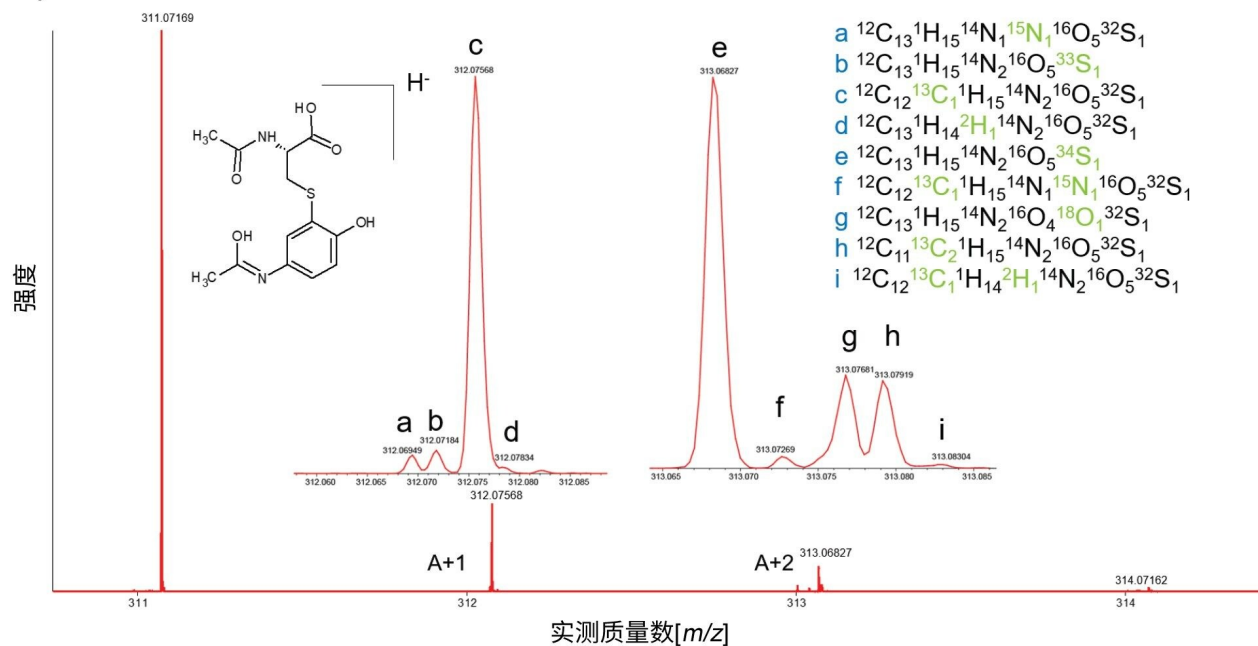 311.07169
c
312.07568
e
313.06827
a ¹²C₁₃¹H₁₅¹⁴N₁¹⁵N₁¹⁶O₅³²S₁
b ¹²C₁₃¹H₁₅¹⁴N₂¹⁶O₅³³S₁
c ¹²C₁₂¹³C₁¹H₁₅¹⁴N₂¹⁶O₅³²S₁
d ¹²C₁₃¹H₁₄²H₁¹⁴N₂¹⁶O₅³²S₁
e ¹²C₁₃¹H₁₅¹⁴N₂¹⁶O₅³⁴S₁
f ¹²C₁₂¹³C₁¹H₁₅¹⁴N₁¹⁵N₁¹⁶O₅³²S₁
g ¹²C₁₃¹H₁₅¹⁴N₂¹⁶O₄¹⁸O₁³²S₁
h ¹²C₁₁¹³C₂¹H₁₅¹⁴N₂¹⁶O₅³²S₁
i ¹²C₁₂¹³C₁¹H₁₄²H₁¹⁴N₂¹⁶O₅³²S₁
H⁻
HO
H₃C
NH
O
O
S
OH
OH
H₃C
N
强度
a
312.06949
b
312.07184
d
312.07834
312.060 312.065 312.070 312.075 312.080 312.085
f
313.07269
g
313.07681
h
313.07919
i
313.08304
313.065 313.070 313.075 313.080 313.085
312.07568
A+1
A+2
313.06827
314.07162
311 312 313 314
实测质量数[m/z]